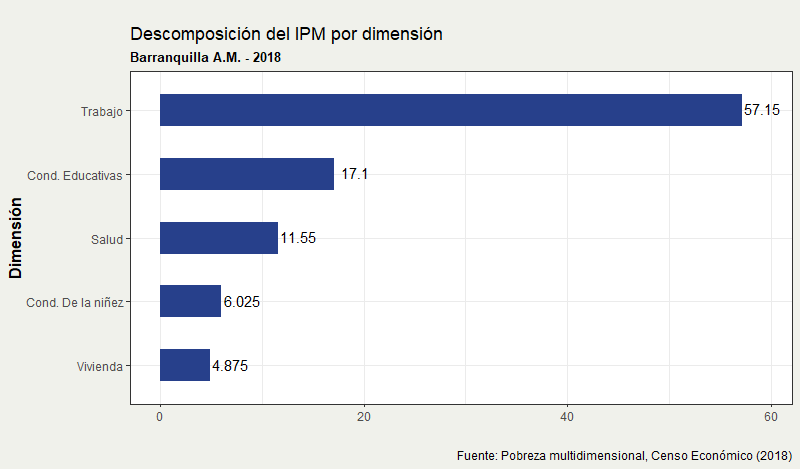 Descomposición del IPM por dimensión
Barranquilla A.M. - 2018
Dimensión
Trabajo 57.15
Cond. Educativas 17.1
Salud 11.55
Cond. De la niñez 6.025
Vivienda 4.875
0 20 40 60
Fuente: Pobreza multidimensional, Censo Económico (2018)